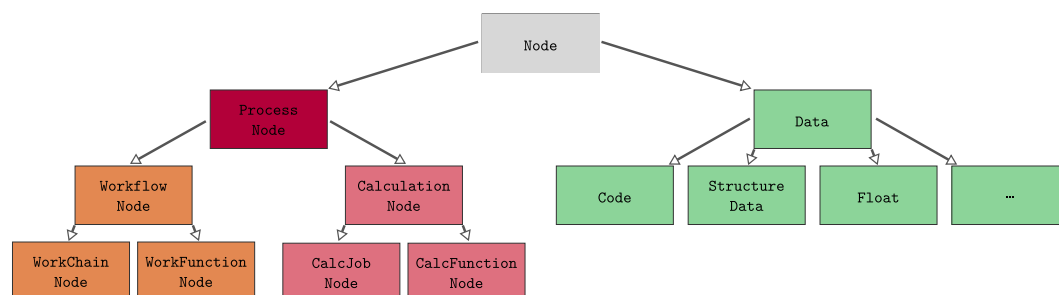 Node
Process
Node
Data
Workflow
Node
Calculation
Node
Code
Structure
Data
Float
…
WorkChain
Node
WorkFunction
Node
CalcJob
Node
CalcFunction
Node